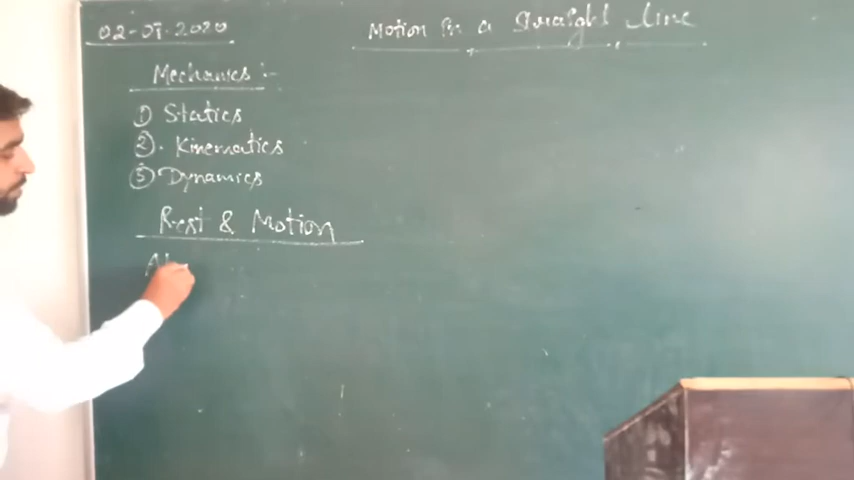 02-07-2020
Motion in a Straight Line
Mechanics :-
① Statics
②. Kinematics
③ Dynamics
Rest & Motion